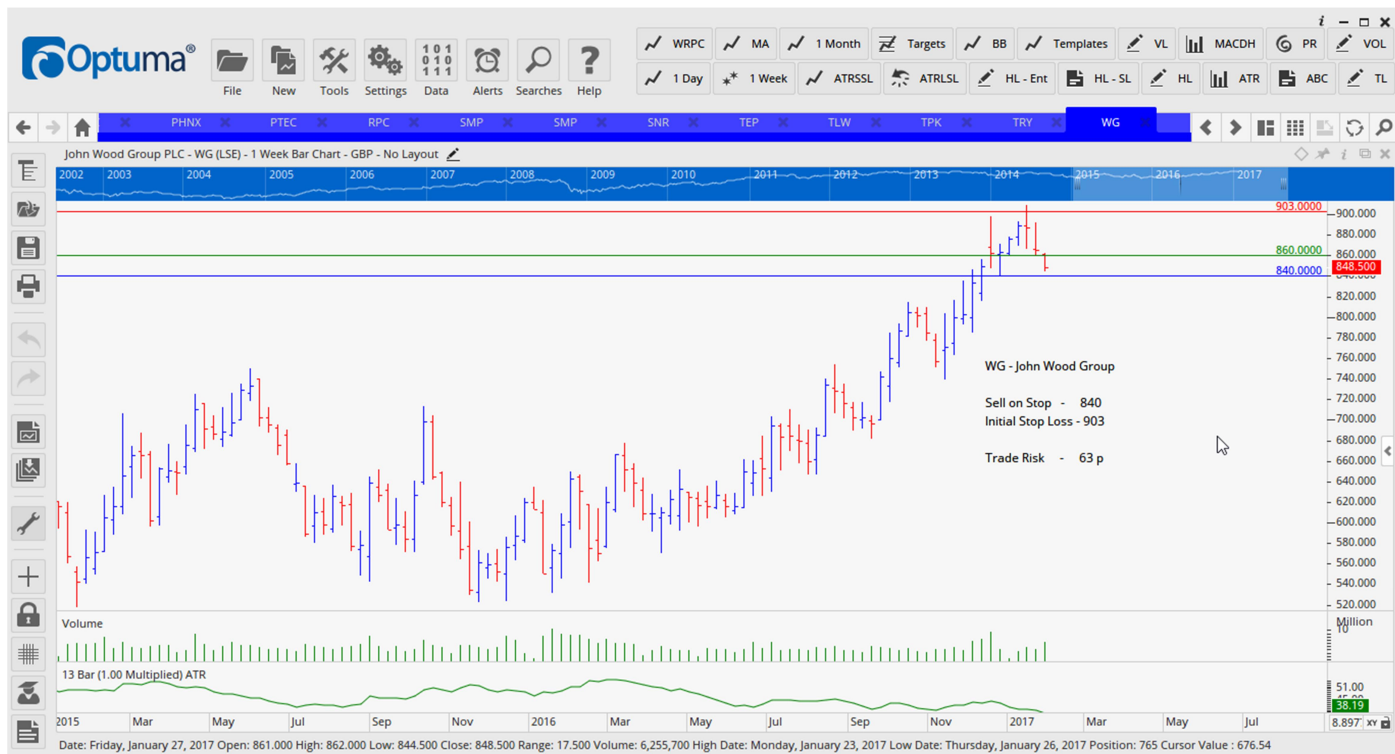 Optuma®
File New Tools Settings Data Alerts Searches Help
101
010
111
WRPC MA 1 Month Targets BB Templates VL MACDH PR VOL
1 Day 1 Week ATRSSL ATRLSL HL - Ent HL - SL HL ATR ABC TL
PHNX PTEC RPC SMP SMP SNR TEP TLW TPK TRY WG
John Wood Group PLC - WG (LSE) - 1 Week Bar Chart - GBP - No Layout
2002 2003 2004 2005 2006 2007 2008 2009 2010 2011 2012 2013 2014 2015 2016 2017
903.0000
900.000
880.000
860.0000
860.000
848.500
840.0000
840.000
820.000
800.000
780.000
760.000
WG - John Wood Group
740.000
720.000
Sell on Stop - 840
700.000
Initial Stop Loss - 903
680.000
Trade Risk - 63 p
660.000
640.000
620.000
600.000
580.000
560.000
540.000
520.000
Volume
Million
10
13 Bar (1.00 Multiplied) ATR
51.00
38.19
2015 Mar May Jul Sep Nov 2016 Mar May Jul Sep Nov 2017 Mar May Jul
8.897 XY
Date: Friday, January 27, 2017 Open: 861.000 High: 862.000 Low: 844.500 Close: 848.500 Range: 17.500 Volume: 6,255,700 High Date: Monday, January 23, 2017 Low Date: Thursday, January 26, 2017 Position: 765 Cursor Value : 676.54